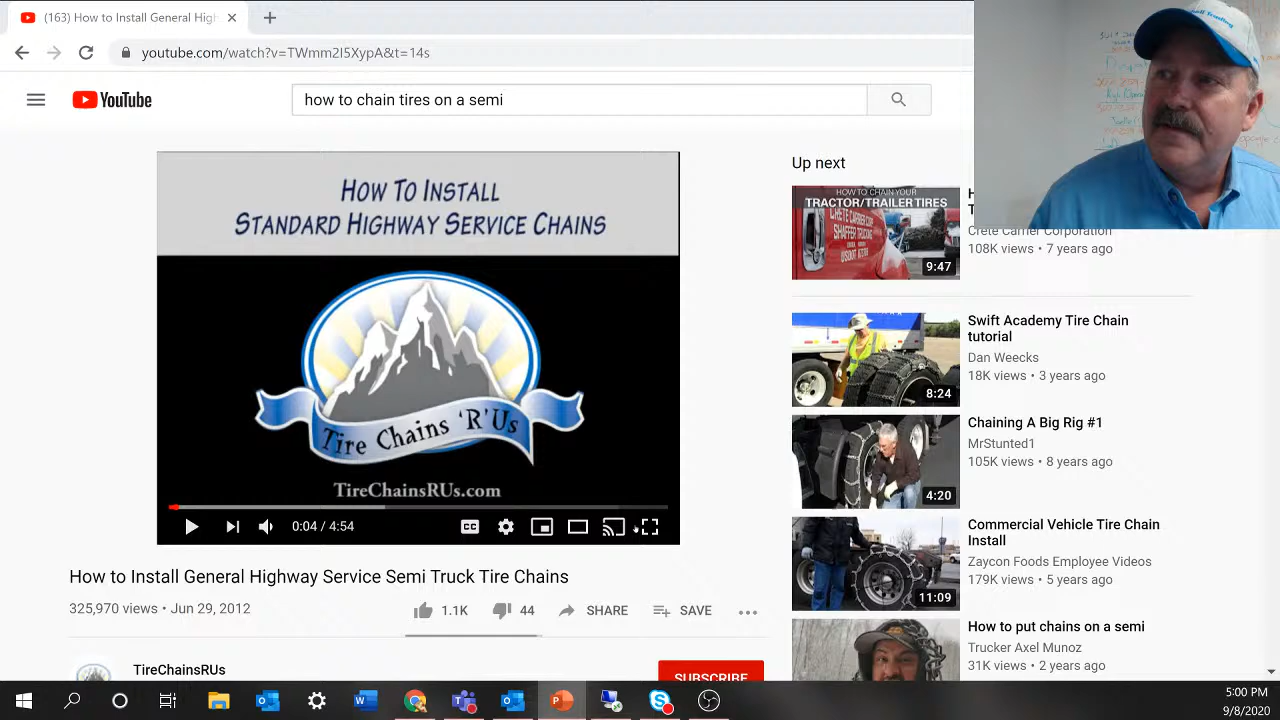 (163) How to Install General High
youtube.com/watch?v=TWmm2I5XypA&t=14s
YouTube
how to chain tires on a semi
HOW TO INSTALL
STANDARD HIGHWAY SERVICE CHAINS
Tire Chains 'R' Us
TireChainsRUs.com
0:04 / 4:54
CC
How to Install General Highway Service Semi Truck Tire Chains
325,970 views • Jun 29, 2012
1.1K
44
SHARE
SAVE
TireChainsRUs
SUBSCRIBE
Up next
HOW TO CHAIN YOUR
TRACTOR/TRAILER TIRES
CRETE CARRIER CORP
SHAFFER TRUCKING
9:47
Crete Carrier Corporation
108K views • 7 years ago
Swift Academy Tire Chain
tutorial
Dan Weecks
18K views • 3 years ago
8:24
Chaining A Big Rig #1
MrStunted1
105K views • 8 years ago
4:20
Commercial Vehicle Tire Chain
Install
Zaycon Foods Employee Videos
179K views • 5 years ago
11:09
How to put chains on a semi
Trucker Axel Munoz
31K views • 2 years ago
5:00 PM
9/8/2020